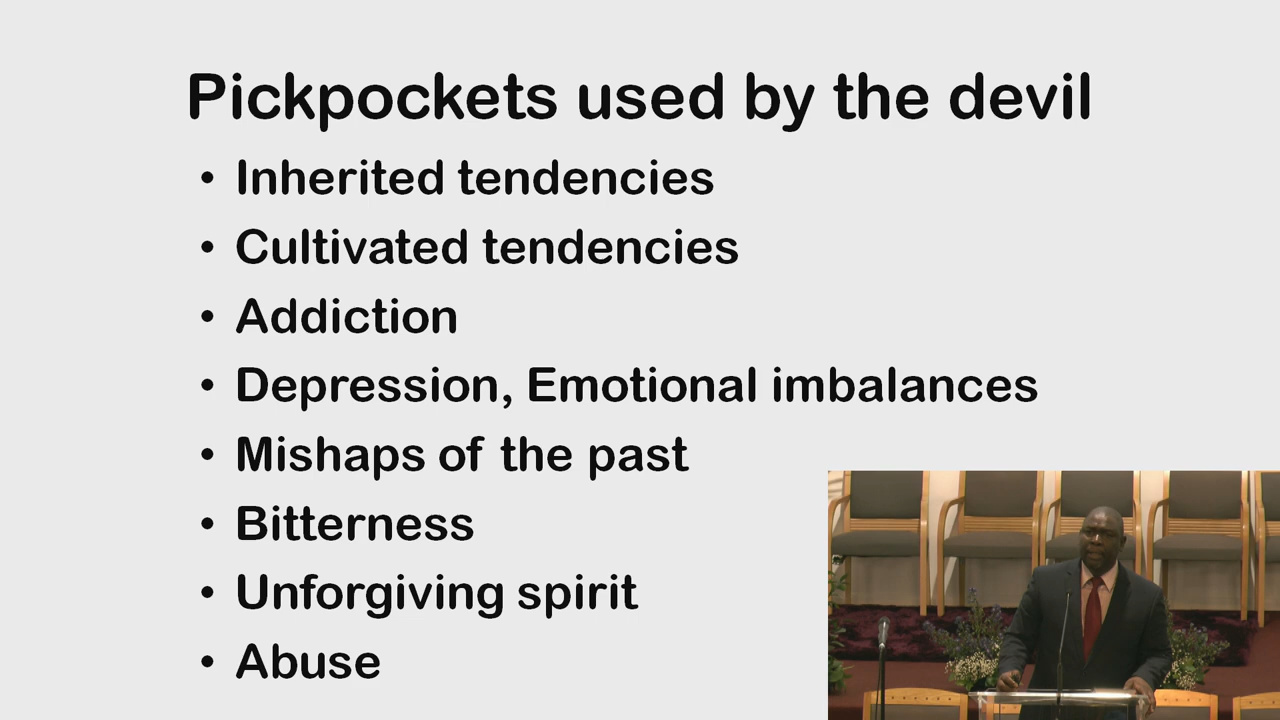 Pickpockets used by the devil
• Inherited tendencies
• Cultivated tendencies
• Addiction
• Depression, Emotional imbalances
• Mishaps of the past
• Bitterness
• Unforgiving spirit
• Abuse